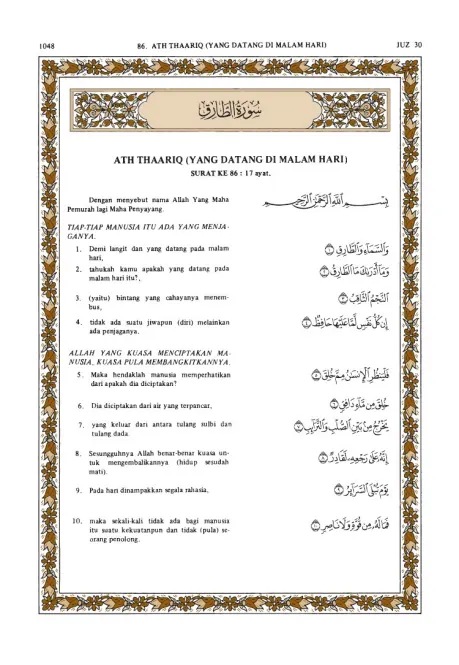 1048 86. ATH THAARIQ (YANG DATANG DI MALAM HARI) JUZ 30
سُورَةُ الطَّارِقِ
ATH THAARIQ (YANG DATANG DI MALAM HARI)
SURAT KE 86 : 17 ayat.
Dengan menyebut nama Allah Yang Maha
Pemurah lagi Maha Penyayang.
بِسْمِ اللَّهِ الرَّحْمَٰنِ الرَّحِيمِ
TIAP-TIAP MANUSIA ITU ADA YANG MENJA-
GANYA.
1. Demi langit dan yang datang pada malam
hari,
وَالسَّمَاءِ وَالطَّارِقِ ١
2. tahukah kamu apakah yang datang pada
malam hari itu?,
وَمَا أَدْرَاكَ مَا الطَّارِقُ ٢
3. (yaitu) bintang yang cahayanya menem-
bus,
النَّجْمُ الثَّاقِبُ ٣
4. tidak ada suatu jiwapun (diri) melainkan
ada penjaganya.
إِنْ كُلُّ نَفْسٍ لَمَّا عَلَيْهَا حَافِظٌ ٤
ALLAH YANG KUASA MENCIPTAKAN MA-
NUSIA, KUASA PULA MEMBANGKITKANNYA.
5. Maka hendaklah manusia memperhatikan
dari apakah dia diciptakan?
فَلْيَنْظُرِ الْإِنْسَانُ مِمَّ خُلِقَ ٥
6. Dia diciptakan dari air yang terpancar,
خُلِقَ مِنْ مَاءٍ دَافِقٍ ٦
7. yang keluar dari antara tulang sulbi dan
tulang dada.
يَخْرُجُ مِنْ بَيْنِ الصُّلْبِ وَالتَّرَائِبِ ٧
8. Sesungguhnya Allah benar-benar kuasa un-
tuk mengembalikannya (hidup sesudah
mati).
إِنَّهُ عَلَىٰ رَجْعِهِ لَقَادِرٌ ٨
9. Pada hari dinampakkan segala rahasia,
يَوْمَ تُبْلَى السَّرَائِرُ ٩
10. maka sekali-kali tidak ada bagi manusia
itu suatu kekuatanpun dan tidak (pula) se-
orang penolong.
فَمَا لَهُ مِنْ قُوَّةٍ وَلَا نَاصِرٍ ١٠